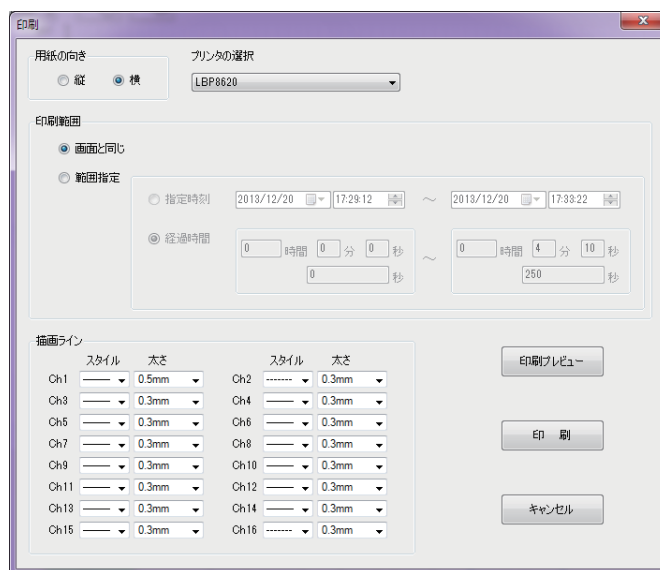 印刷
用紙の向き プリンタの選択
縦 横 LBP8620
印刷範囲
画面と同じ
範囲指定
指定時刻 2013/12/20 17:29:12 ～ 2013/12/20 17:33:22
経過時間 0 時間 0 分 0 秒 ～ 0 時間 4 分 10 秒
0 秒 250 秒
描画ライン
スタイル 太さ スタイル 太さ
Ch1 0.5mm Ch2 0.3mm
Ch3 0.3mm Ch4 0.3mm
Ch5 0.3mm Ch6 0.3mm
Ch7 0.3mm Ch8 0.3mm
Ch9 0.3mm Ch10 0.3mm
Ch11 0.3mm Ch12 0.3mm
Ch13 0.3mm Ch14 0.3mm
Ch15 0.3mm Ch16 0.3mm
印刷プレビュー
印 刷
キャンセル